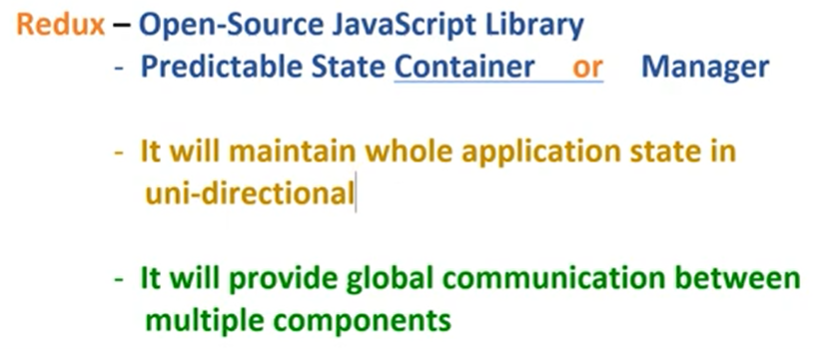 Redux – Open-Source JavaScript Library
- Predictable State Container or Manager
- It will maintain whole application state in
uni-directional
- It will provide global communication between
multiple components